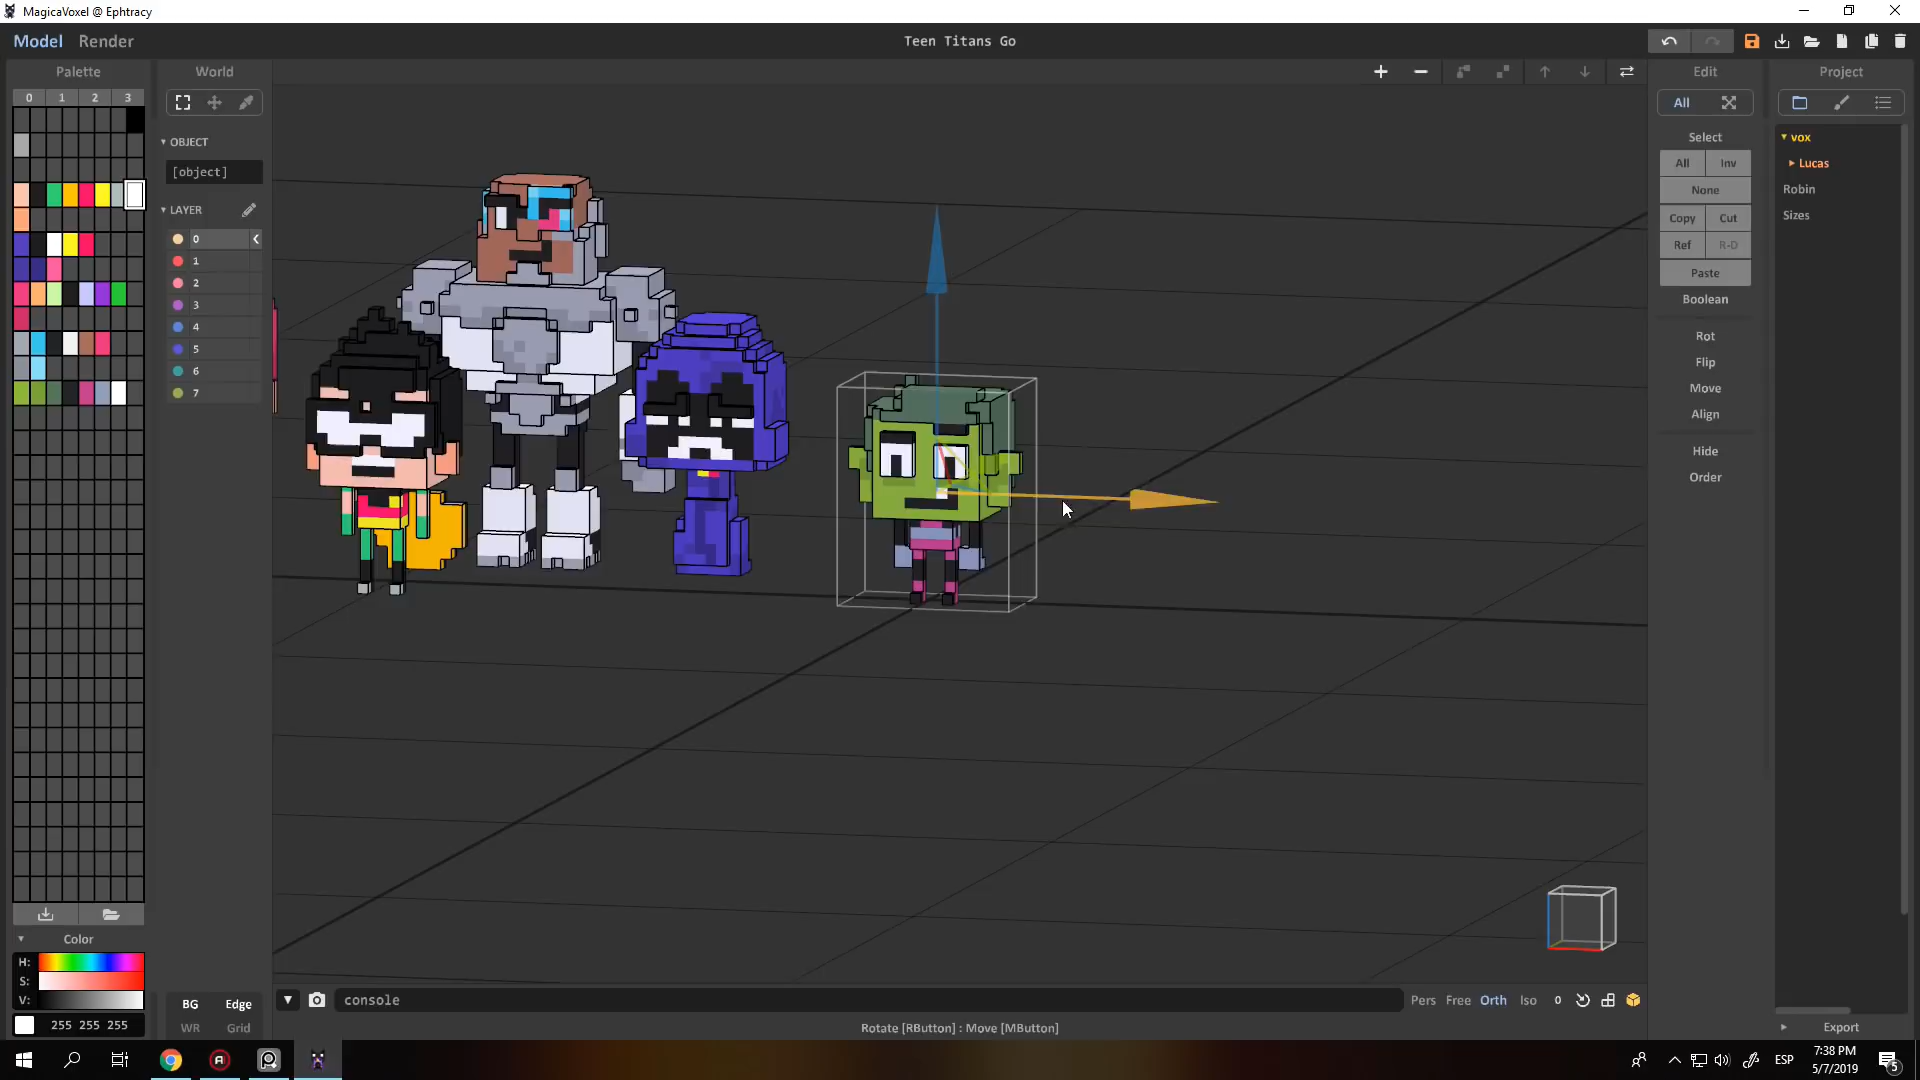 MagicaVoxel @ Ephtracy
Model Render
Teen Titans Go
Palette
World
Edit
Project
0 1 2 3
All
OBJECT
Select
vox
[object]
All Inv
Lucas
None
Robin
LAYER
Copy Cut
Sizes
0
Ref R-D
1
Paste
2
Boolean
3
4
Rot
5
Flip
6
Move
7
Align
Hide
Order
Color
H:
S:
V:
BG Edge
console
Pers Free Orth Iso 0
255 255 255
WR Grid
Rotate [RButton] : Move [MButton]
Export
ESP
7:38 PM
5/7/2019
5